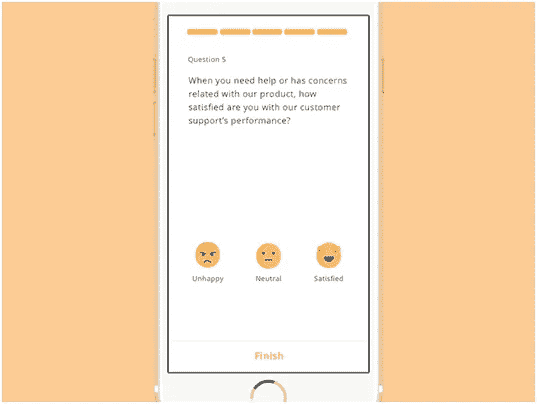 Question 5
When you need help or has concerns
related with our product, how
satisfied are you with our customer
support's performance?
Unhappy
Neutral
Satisfied
Finish